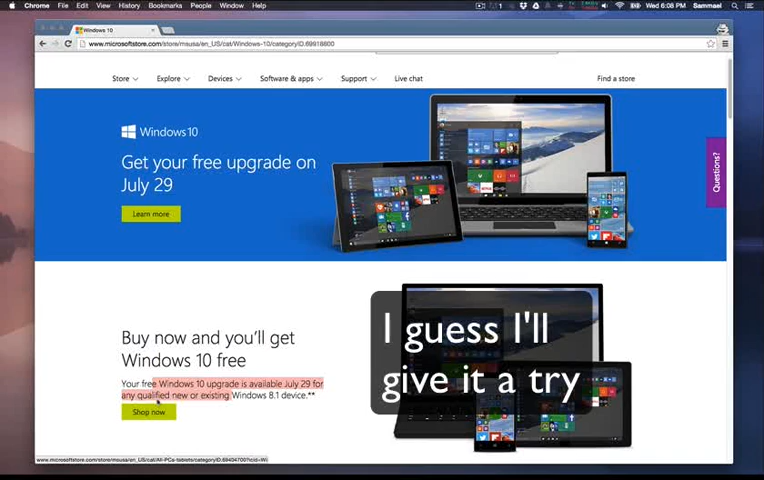 Chrome File Edit View History Bookmarks People Window Help
Wed 6:08 PM Sammael
Windows 10
www.microsoftstore.com/store/msusa/en_US/cat/Windows-10/categoryID.69916600
Store Explore Devices Software & apps Support Live chat Find a store
Windows 10
Get your free upgrade on
July 29
Learn more
Questions?
Buy now and you'll get
Windows 10 free
Your free Windows 10 upgrade is available July 29 for
any qualified new or existing Windows 8.1 device.**
Shop now
I guess I'll
give it a try